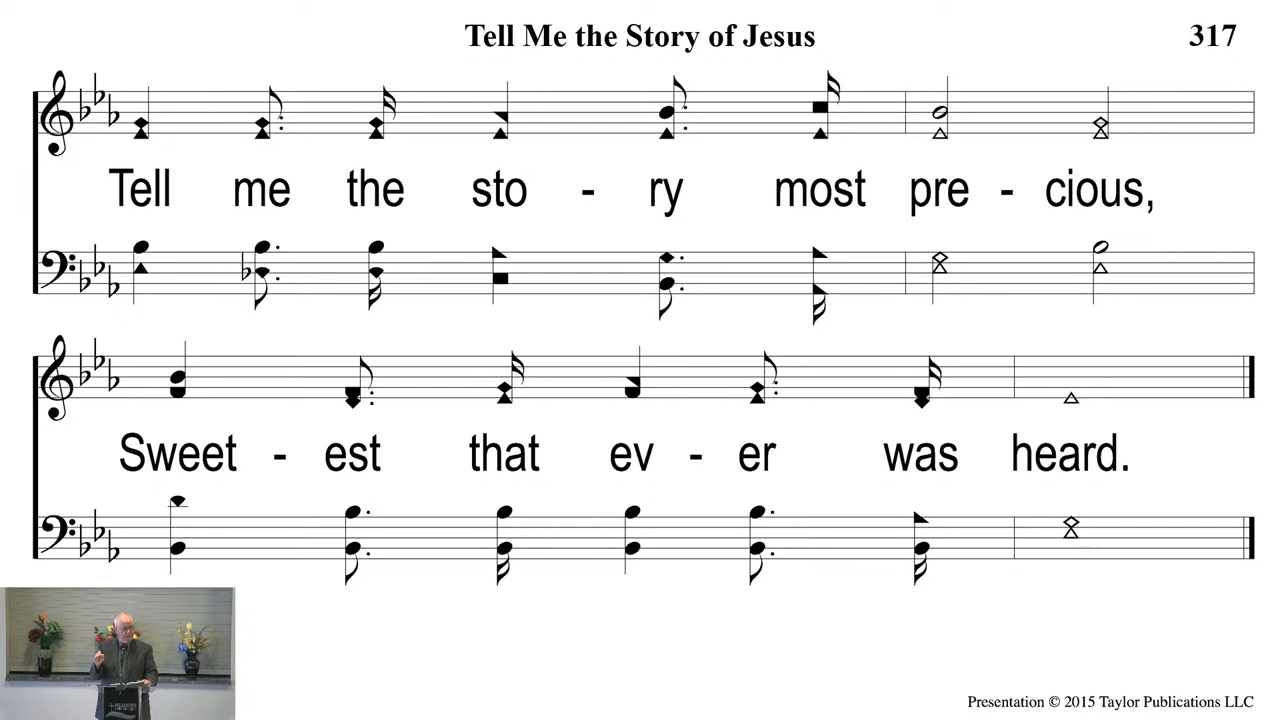 Tell Me the Story of Jesus
317
Tell me the sto - ry most pre - cious,
Sweet - est that ev - er was heard.
Presentation © 2015 Taylor Publications LLC